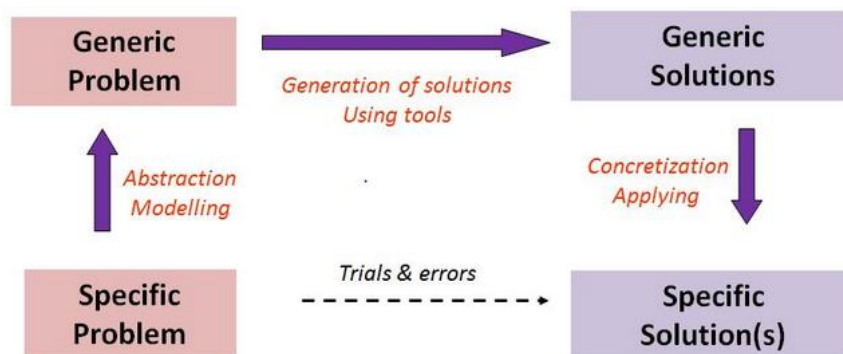 Generic
Problem
Generation of solutions
Using tools
Generic
Solutions
Abstraction
Modelling
Concretization
Applying
Specific
Problem
Trials & errors
Specific
Solution(s)